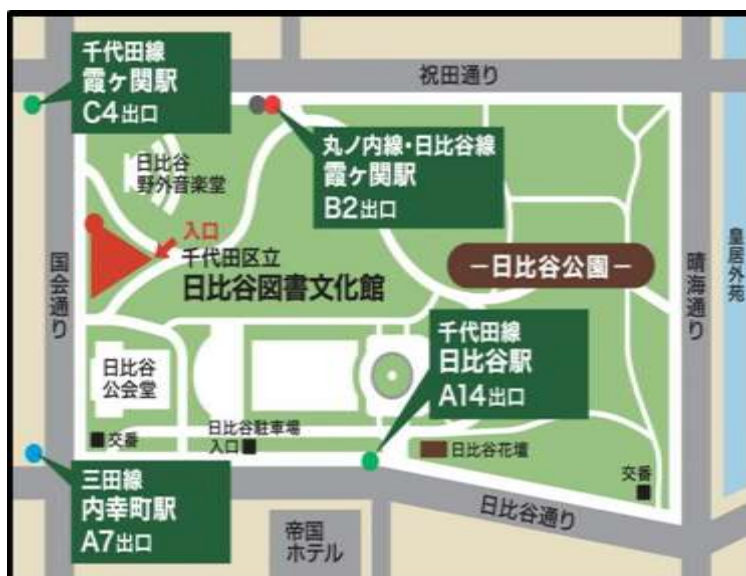 千代田線
霞ヶ関駅
C4出口
祝田通り
丸ノ内線・日比谷線
霞ヶ関駅
B2出口
日比谷
野外音楽堂
入口
千代田区立
日比谷図書文化館
国会通り
－日比谷公園－
晴海通り
皇居外苑
千代田線
日比谷駅
A14出口
日比谷
公会堂
交番
日比谷駐車場
入口
日比谷花壇
交番
三田線
内幸町駅
A7出口
帝国
ホテル
日比谷通り